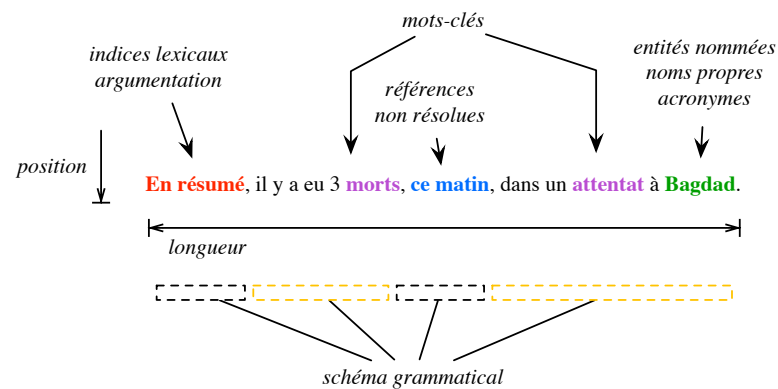 mots-clés
indices lexicaux
argumentation
entités nommées
noms propres
acronymes
références
non résolues
position
En résumé, il y a eu 3 morts, ce matin, dans un attentat à Bagdad.
longueur
schéma grammatical